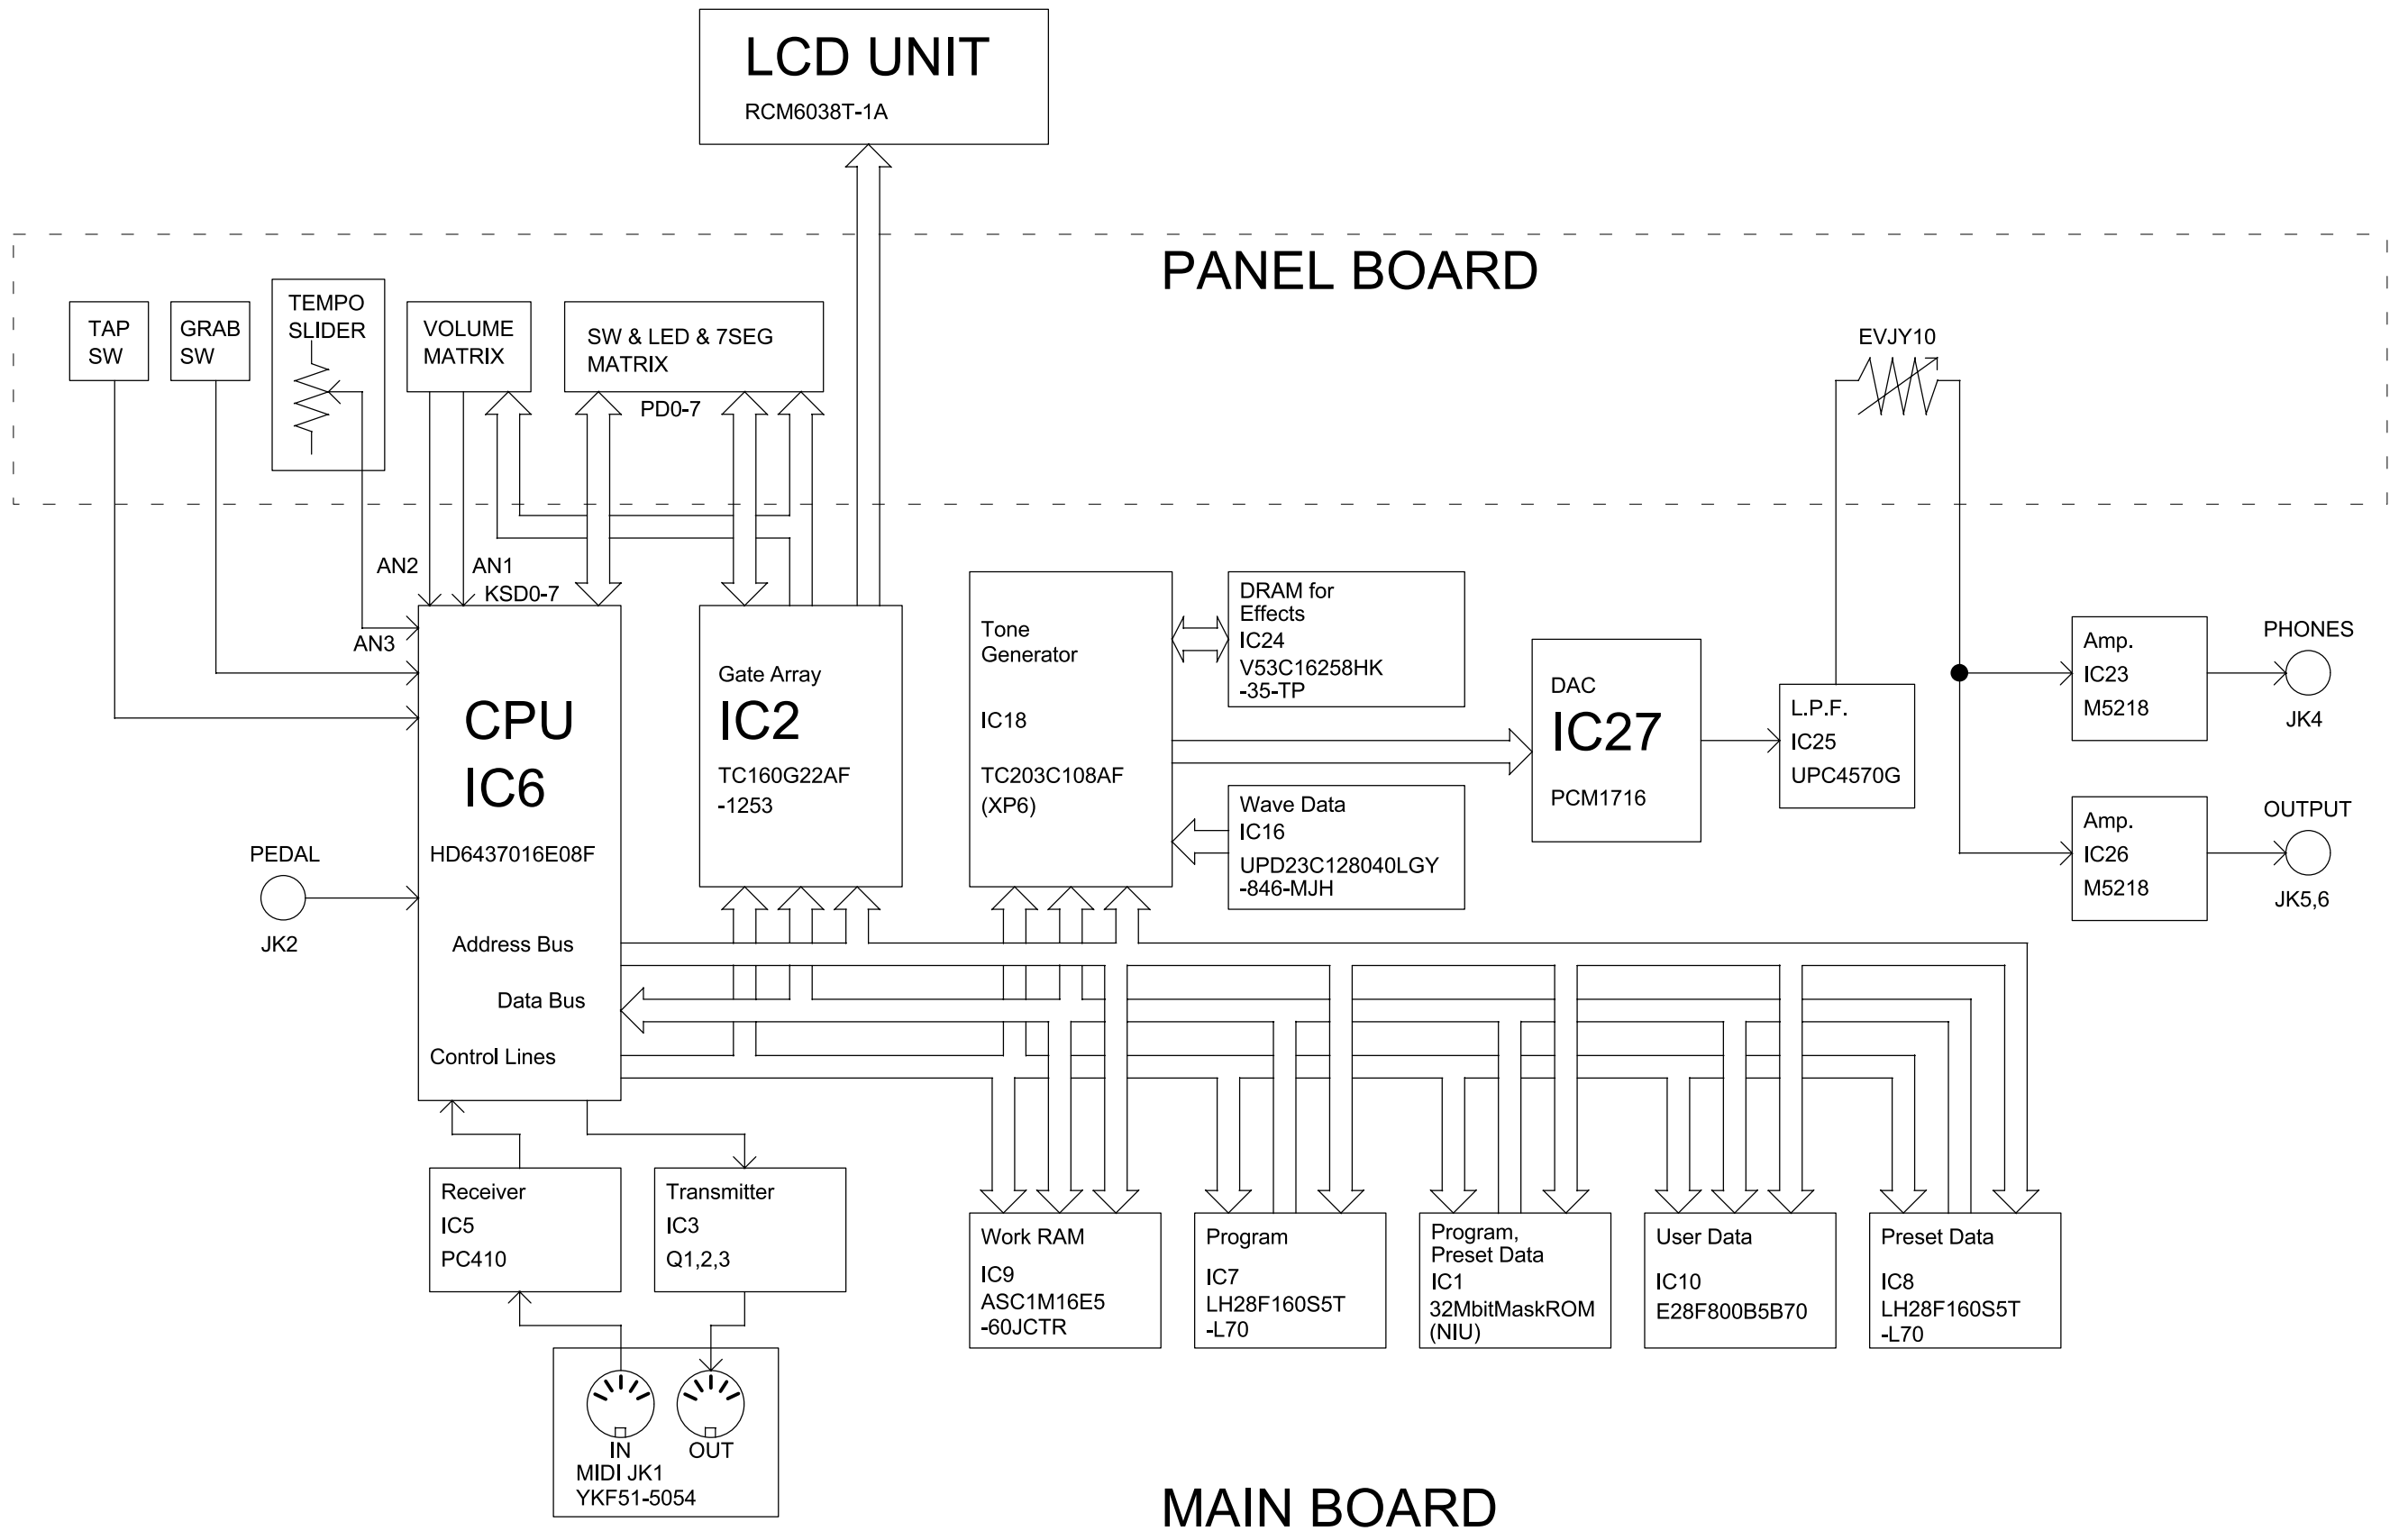 LCD UNIT
RCM6038T-1A
PANEL BOARD
TAP
SW
GRAB
SW
TEMPO
SLIDER
VOLUME
MATRIX
SW & LED & 7SEG
MATRIX
PD0-7
EVJY10
AN2
AN1
KSD0-7
AN3
CPU
IC6
HD6437016E08F
Address Bus
Data Bus
Control Lines
PEDAL
JK2
Gate Array
IC2
TC160G22AF
-1253
Tone
Generator
IC18
TC203C108AF
(XP6)
DRAM for
Effects
IC24
V53C16258HK
-35-TP
Wave Data
IC16
UPD23C128040LGY
-846-MJH
DAC
IC27
PCM1716
L.P.F.
IC25
UPC4570G
Amp.
IC23
M5218
PHONES
JK4
Amp.
IC26
M5218
OUTPUT
JK5,6
Receiver
IC5
PC410
Transmitter
IC3
Q1,2,3
Work RAM
IC9
ASC1M16E5
-60JCTR
Program
IC7
LH28F160S5T
-L70
Program,
Preset Data
IC1
32MbitMaskROM
(NIU)
User Data
IC10
E28F800B5B70
Preset Data
IC8
LH28F160S5T
-L70
IN
OUT
MIDI JK1
YKF51-5054
MAIN BOARD